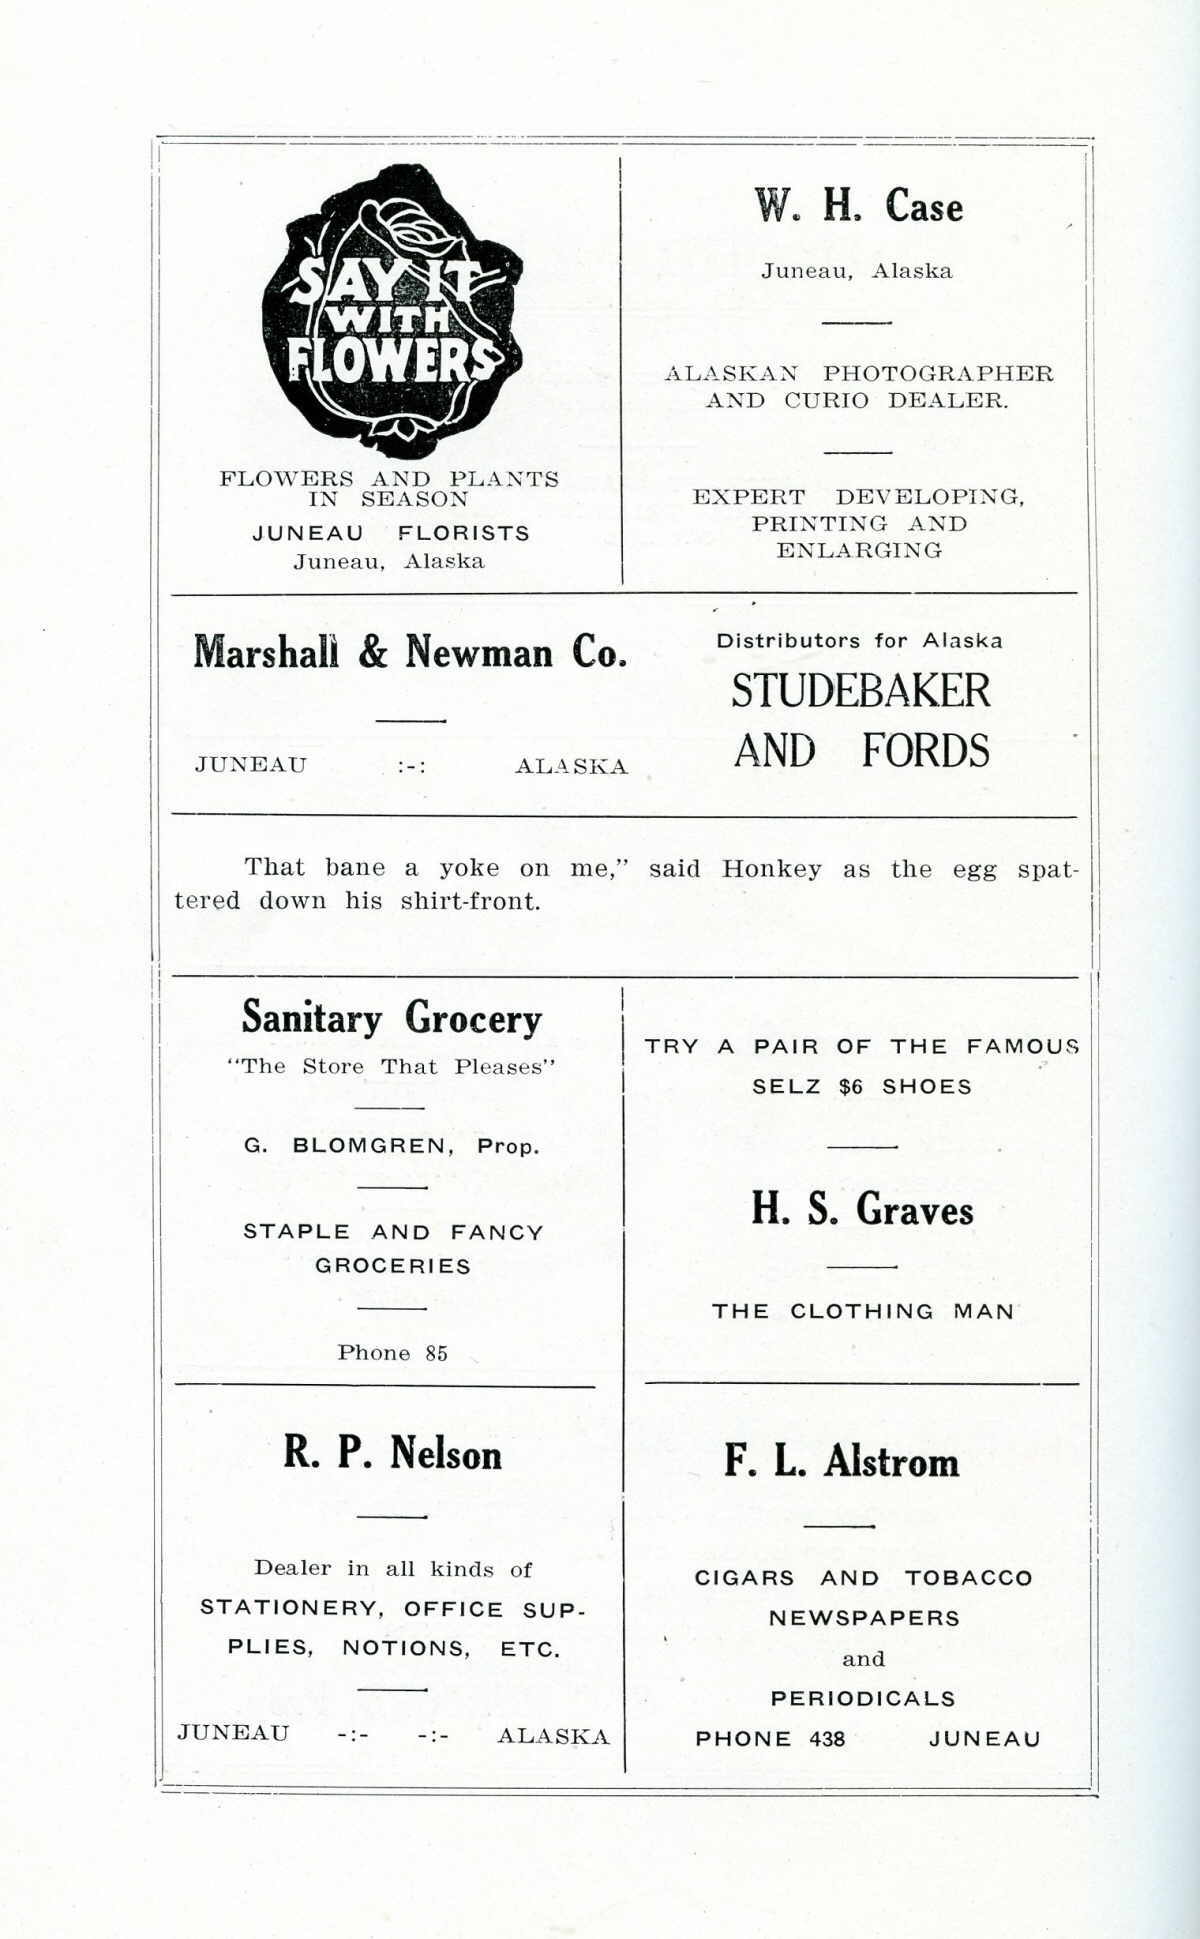 SAY IT
WITH
FLOWERS
FLOWERS AND PLANTS
IN SEASON
JUNEAU FLORISTS
Juneau, Alaska
W. H. Case
Juneau, Alaska
ALASKAN PHOTOGRAPHER
AND CURIO DEALER.
EXPERT DEVELOPING,
PRINTING AND
ENLARGING
Marshall & Newman Co.
JUNEAU :-: ALASKA
Distributors for Alaska
STUDEBAKER
AND FORDS
That bane a yoke on me,” said Honkey as the egg spat-
tered down his shirt-front.
Sanitary Grocery
“The Store That Pleases”
G. BLOMGREN, Prop.
STAPLE AND FANCY
GROCERIES
Phone 85
TRY A PAIR OF THE FAMOUS
SELZ $6 SHOES
H. S. Graves
THE CLOTHING MAN
R. P. Nelson
Dealer in all kinds of
STATIONERY, OFFICE SUP-
PLIES, NOTIONS, ETC.
JUNEAU -:- -:- ALASKA
F. L. Alstrom
CIGARS AND TOBACCO
NEWSPAPERS
and
PERIODICALS
PHONE 438 JUNEAU